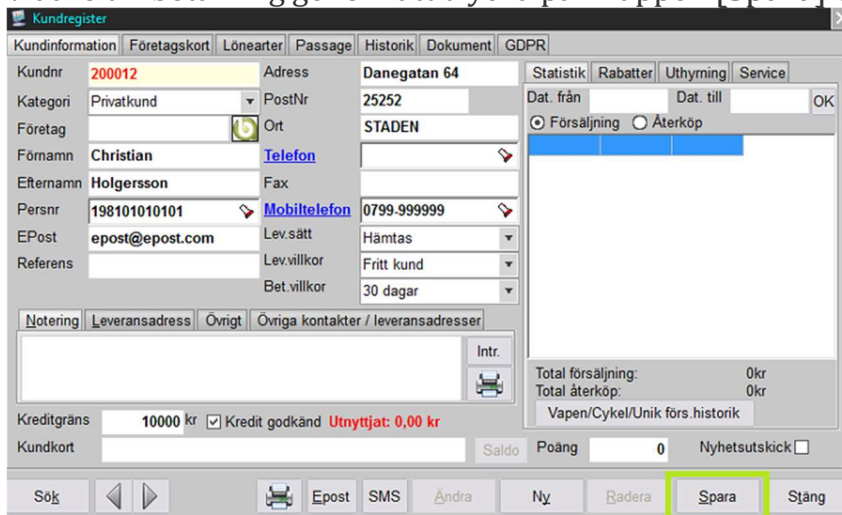 [Spara]
Kundregister
Kundinformation Företagskort Lönearter Passage Historik Dokument GDPR
Kundnr 200012 Adress Danegatan 64 Statistik Rabatter Uthyrning Service
Kategori Privatkund PostNr 25252 Dat. från Dat. till OK
Företag Ort STADEN Försäljning Återköp
Förnamn Christian Telefon
Efternamn Holgersson Fax
Persnr 198101010101 Mobiltelefon 0799-999999
EPost epost@epost.com Lev.sätt Hämtas
Referens Lev.villkor Fritt kund
Bet.villkor 30 dagar
Notering Leveransadress Övrigt Övriga kontakter / leveransadresser
Intr.
Total försäljning: 0kr
Total återköp: 0kr
Vapen/Cykel/Unik förs.historik
Kreditgräns 10000 kr Kredit godkänd Utnyttjat: 0,00 kr
Kundkort Saldo Poäng 0 Nyhetsutskick
Sök Epost SMS Ändra Ny Radera Spara Stäng